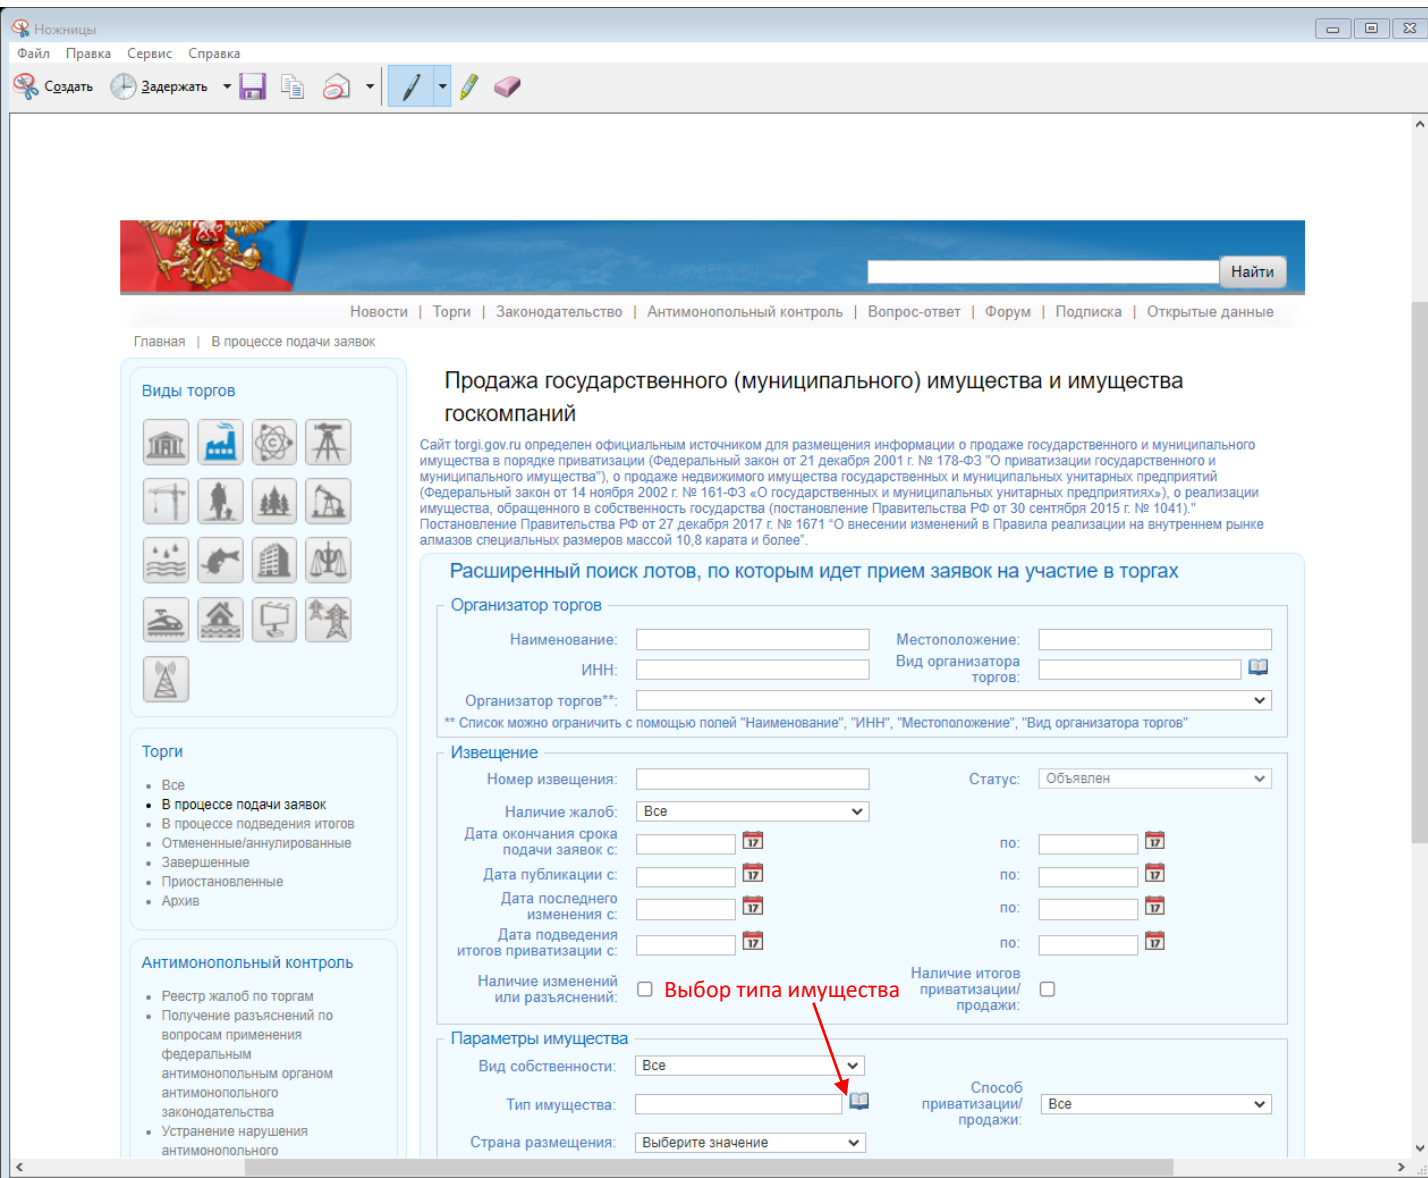 Ножницы
Файл Правка Сервис Справка
Создать Задержать
Найти
Новости | Торги | Законодательство | Антимонопольный контроль | Вопрос-ответ | Форум | Подписка | Открытые данные
Главная | В процессе подачи заявок
Виды торгов
Торги
Все
В процессе подачи заявок
В процессе подведения итогов
Отмененные/аннулированные
Завершенные
Приостановленные
Архив
Антимонопольный контроль
Реестр жалоб по торгам
Получение разъяснений по
вопросам применения
федеральным
антимонопольным органом
антимонопольного
законодательства
Устранение нарушения
антимонопольного
Продажа государственного (муниципального) имущества и имущества
госкомпаний
Сайт torgi.gov.ru определен официальным источником для размещения информации о продаже государственного и муниципального
имущества в порядке приватизации (Федеральный закон от 21 декабря 2001 г. № 178-ФЗ "О приватизации государственного и
муниципального имущества"), о продаже недвижимого имущества государственных и муниципальных унитарных предприятий
(Федеральный закон от 14 ноября 2002 г. № 161-ФЗ «О государственных и муниципальных унитарных предприятиях»), о реализации
имущества, обращенного в собственность государства (постановление Правительства РФ от 30 сентября 2015 г. № 1041)."
Постановление Правительства РФ от 27 декабря 2017 г. № 1671 “О внесении изменений в Правила реализации на внутреннем рынке
алмазов специальных размеров массой 10,8 карата и более”.
Расширенный поиск лотов, по которым идет прием заявок на участие в торгах
Организатор торгов
Наименование: Местоположение:
ИНН: Вид организатора
торгов:
Организатор торгов**:
** Список можно ограничить с помощью полей "Наименование", "ИНН", "Местоположение", "Вид организатора торгов"
Извещение
Номер извещения: Статус: Объявлен
Наличие жалоб: Все
Дата окончания срока
подачи заявок с: 17 по: 17
Дата публикации с: 17 по: 17
Дата последнего
изменения с: 17 по: 17
Дата подведения
итогов приватизации с: 17 по: 17
Наличие изменений
или разъяснений:
Выбор типа имущества
Наличие итогов
приватизации/
продажи:
Параметры имущества
Вид собственности: Все
Тип имущества:
Способ
приватизации/
продажи:
Все
Страна размещения: Выберите значение